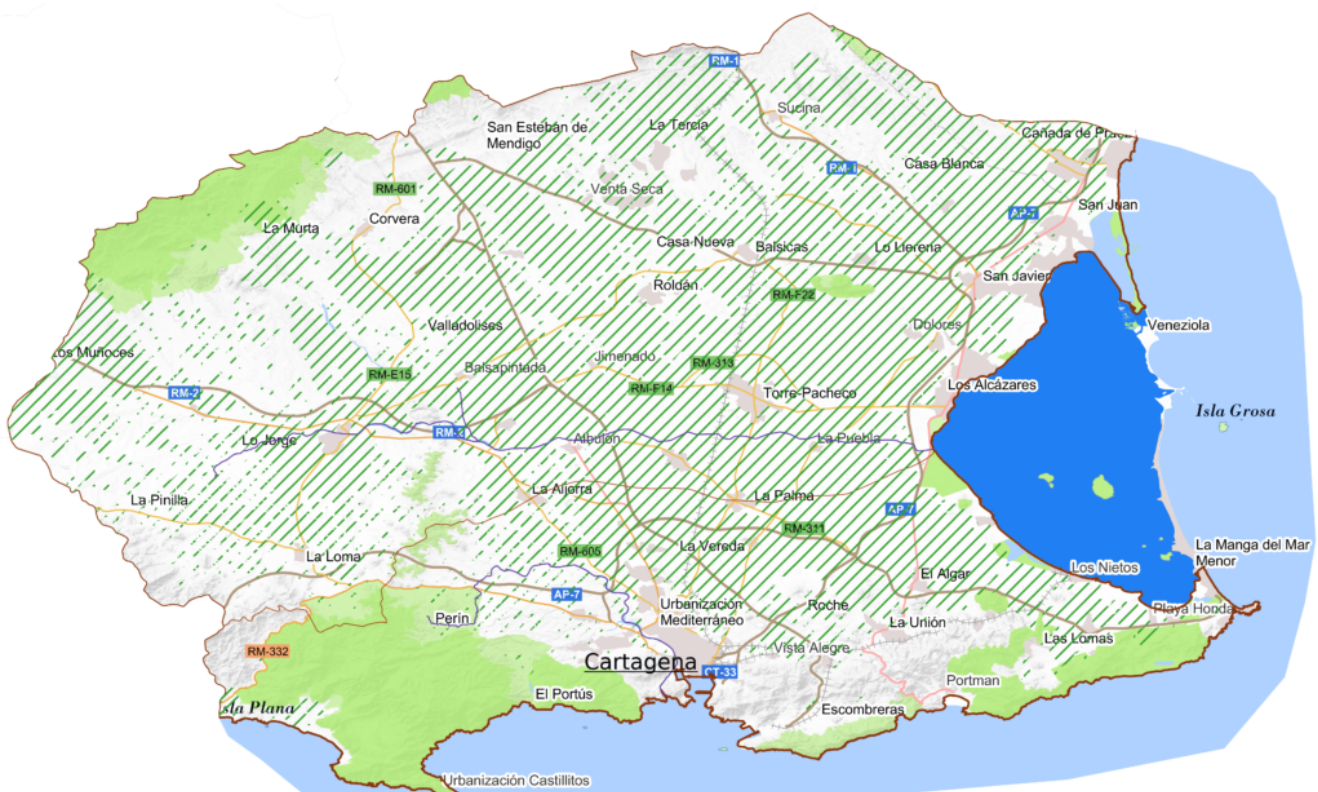 RM-1
Sucina
San Esteban de
Mendigo
La Tercia
Cañada de
Casa Blanca
RM-1
Venta Seca
RM-601
Corvera
La Murta
San Juan
AP-7
Casa Nueva
Balsicas
Lo Llerena
San Javier
Roldán
RM-F22
Veneziola
Valladolises
Dolores
Los Muñoces
Jimenado
RM-313
Balsapintada
RM-E15
RM-F14
Los Alcázares
RM-2
Torre-Pacheco
Isla Grosa
RM-2
Lo Jorge
Albujón
La Puebla
La Aljorra
La Pinilla
La Palma
AP-7
RM-311
La Vereda
La Manga del Mar
Menor
RM-605
La Loma
Los Nietos
El Algar
AP-7
Urbanización
Mediterráneo
Roche
Playa Honda
Perín
La Unión
Las Lomas
RM-332
Vista Alegre
Cartagena
CT-33
Portman
El Portús
Isla Plana
Escombreras
Urbanización Castillitos